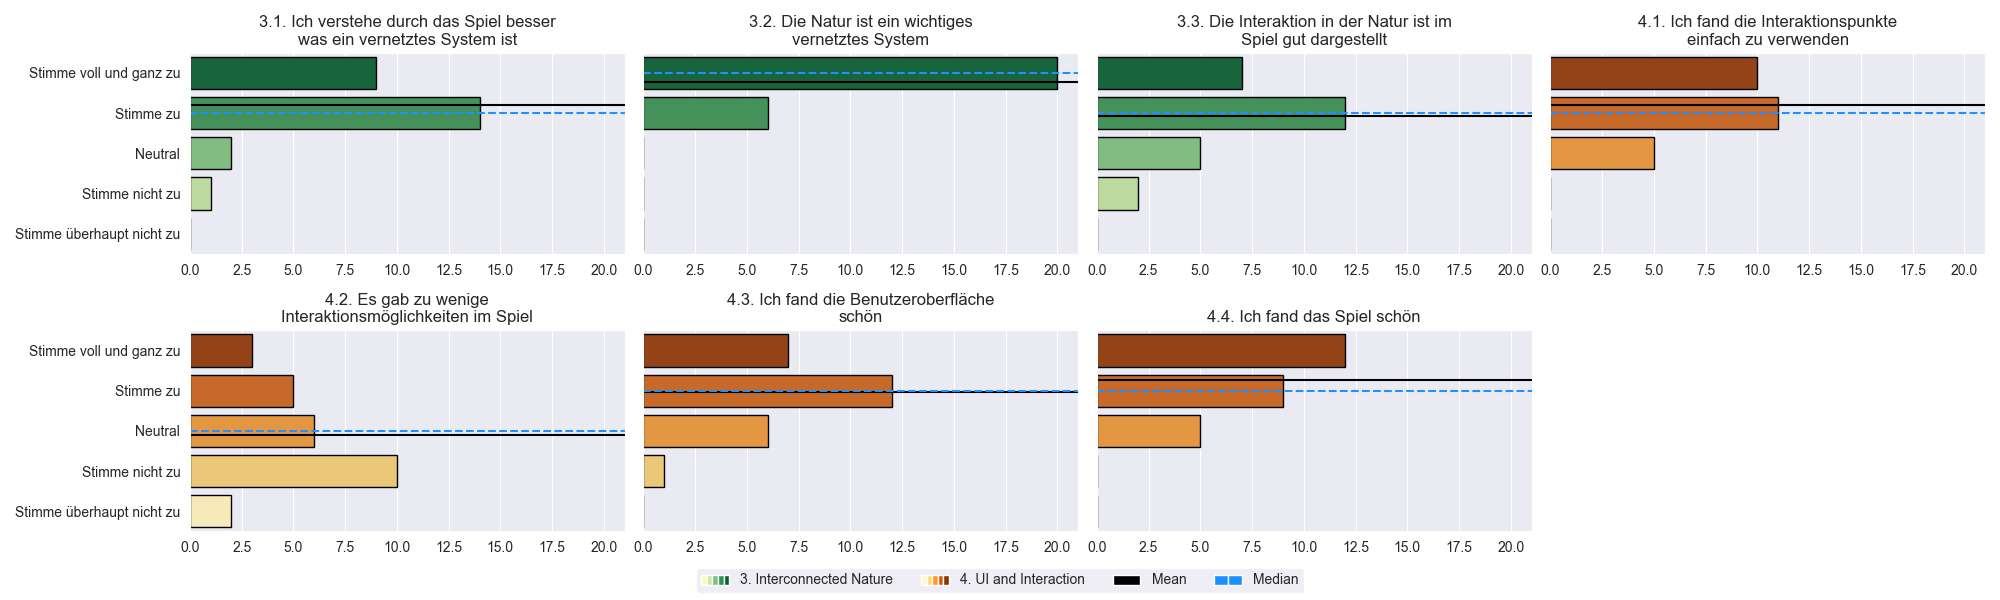 3.1. Ich verstehe durch das Spiel besser
was ein vernetztes System ist
3.2. Die Natur ist ein wichtiges
vernetztes System
3.3. Die Interaktion in der Natur ist im
Spiel gut dargestellt
4.1. Ich fand die Interaktionspunkte
einfach zu verwenden
Stimme voll und ganz zu
Stimme zu
Neutral
Stimme nicht zu
Stimme überhaupt nicht zu
0.0 2.5 5.0 7.5 10.0 12.5 15.0 17.5 20.0
0.0 2.5 5.0 7.5 10.0 12.5 15.0 17.5 20.0
0.0 2.5 5.0 7.5 10.0 12.5 15.0 17.5 20.0
0.0 2.5 5.0 7.5 10.0 12.5 15.0 17.5 20.0
4.2. Es gab zu wenige
Interaktionsmöglichkeiten im Spiel
4.3. Ich fand die Benutzeroberfläche
schön
4.4. Ich fand das Spiel schön
Stimme voll und ganz zu
Stimme zu
Neutral
Stimme nicht zu
Stimme überhaupt nicht zu
0.0 2.5 5.0 7.5 10.0 12.5 15.0 17.5 20.0
0.0 2.5 5.0 7.5 10.0 12.5 15.0 17.5 20.0
0.0 2.5 5.0 7.5 10.0 12.5 15.0 17.5 20.0
3. Interconnected Nature 4. UI and Interaction Mean Median